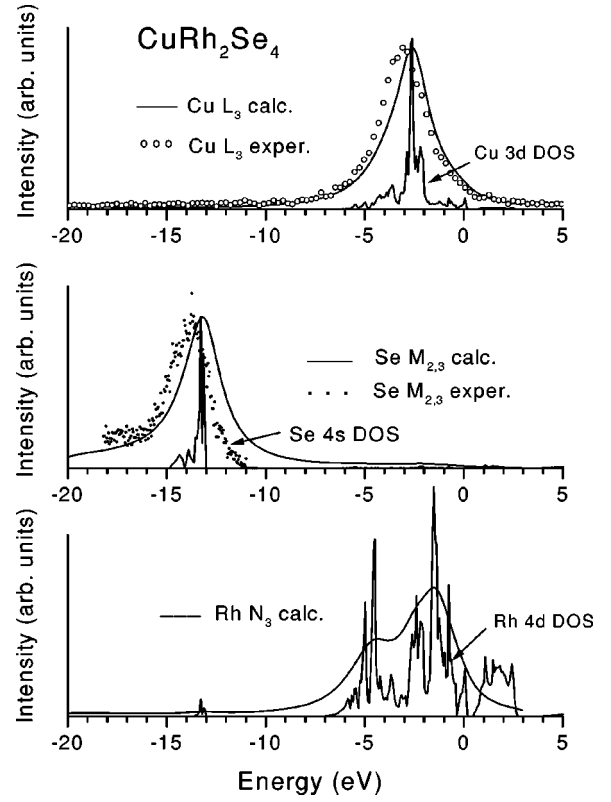 CuRh₂Se₄
Intensity (arb. units)
Cu L₃ calc.
Cu L₃ exper.
Cu 3d DOS
-20 -15 -10 -5 0 5
Intensity (arb. units)
Se M₂,₃ calc.
Se M₂,₃ exper.
Se 4s DOS
-20 -15 -10 -5 0 5
Intensity (arb. units)
Rh N₃ calc.
Rh 4d DOS
-20 -15 -10 -5 0 5
Energy (eV)